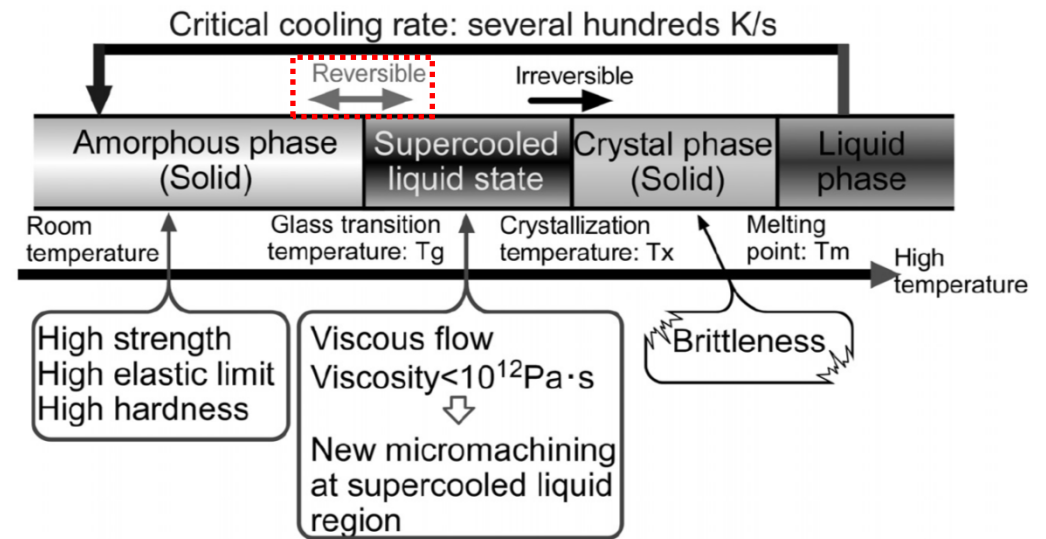 Critical cooling rate: several hundreds K/s
Reversible
Irreversible
Amorphous phase
(Solid)
Supercooled
liquid state
Crystal phase
(Solid)
Liquid
phase
Room
temperature
Glass transition
temperature: Tg
Crystallization
temperature: Tx
Melting
point: Tm
High
temperature
High strength
High elastic limit
High hardness
Viscous flow
Viscosity<10¹²Pa·s
New micromachining
at supercooled liquid
region
Brittleness